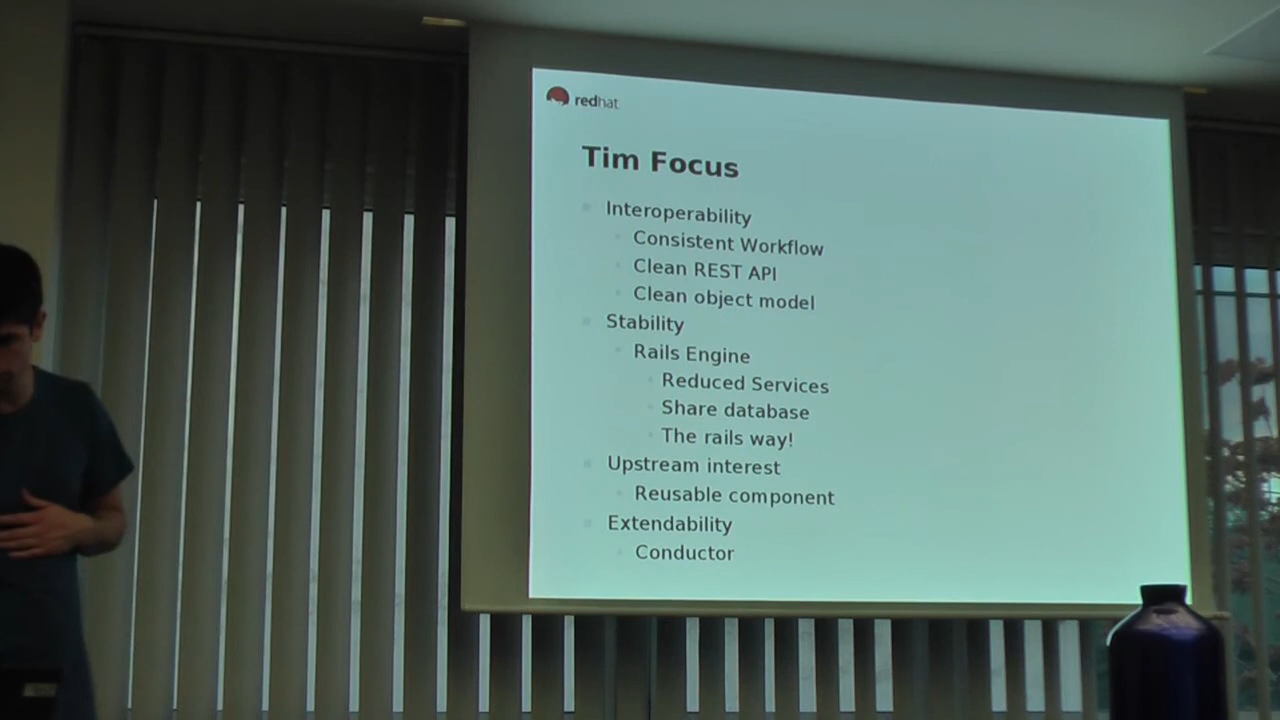 redhat
Tim Focus
Interoperability
Consistent Workflow
Clean REST API
Clean object model
Stability
Rails Engine
Reduced Services
Share database
The rails way!
Upstream interest
Reusable component
Extendability
Conductor